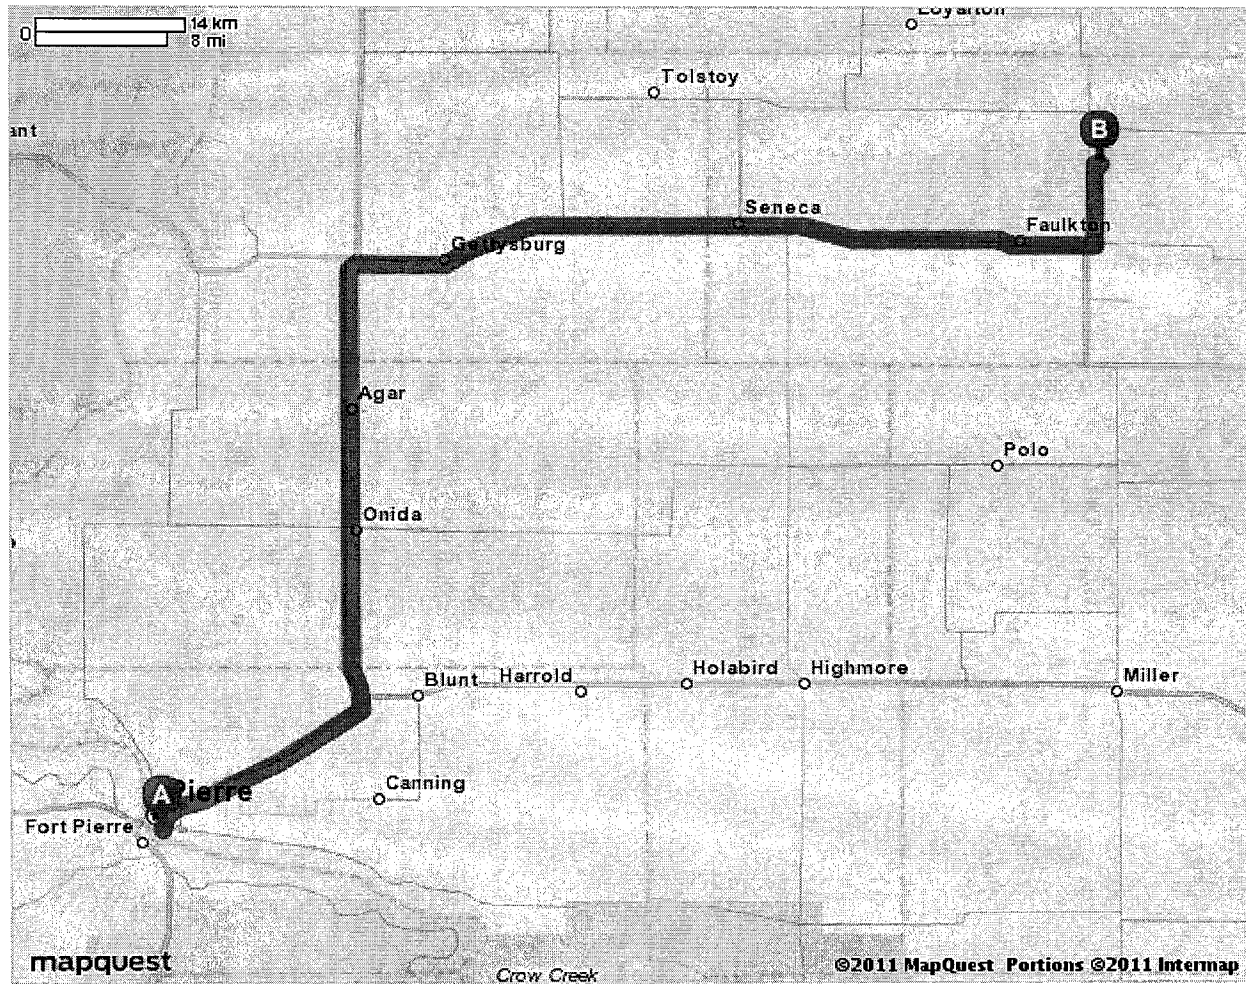 0
14 km
8 mi
Tolstoy
ant
B
Seneca
Gettysburg
Faulkton
Agar
Polo
Onida
Blunt
Harrold
Holabird
Highmore
Miller
A
Pierre
Canning
Fort Pierre
mapquest
Crow Creek
©2011 MapQuest Portions ©2011 Intermap